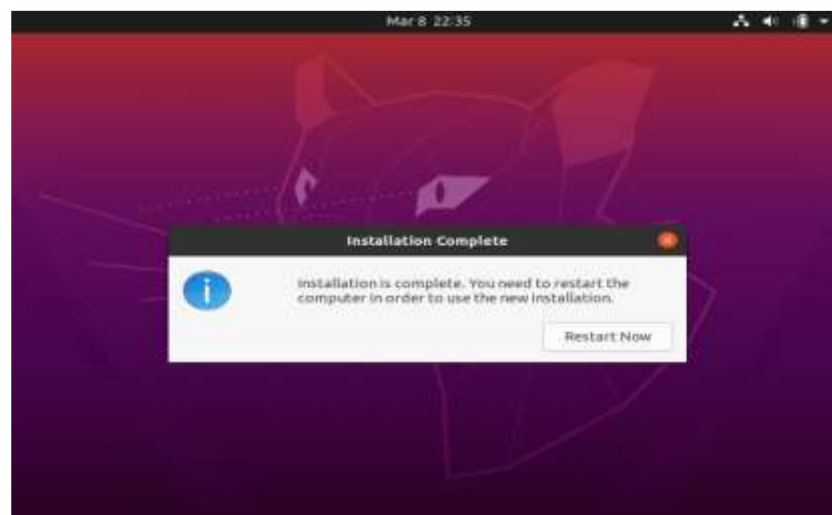 Mar 8 22:35
Installation Complete
Installation is complete. You need to restart the
computer in order to use the new installation.
Restart Now